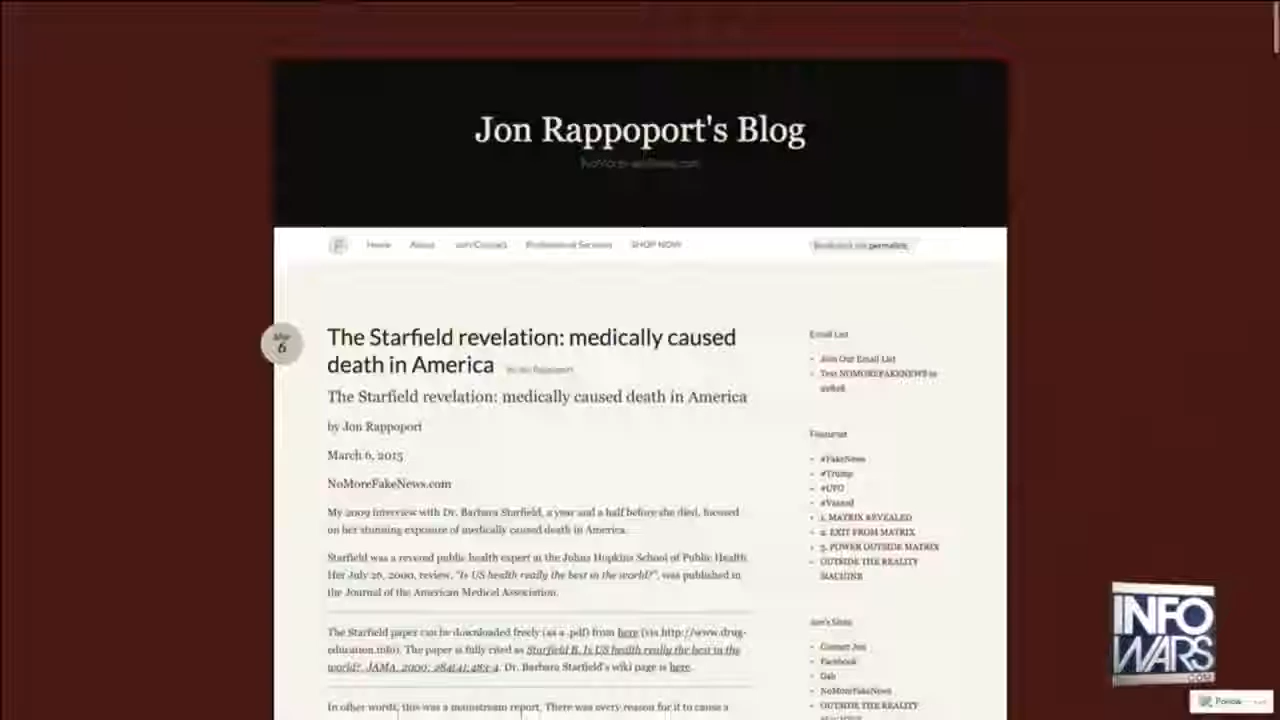 Jon Rappoport's Blog
Home About Jon/Contact Professional Services SHOP NOW
permalink
Mar
6
The Starfield revelation: medically caused
death in America by Jon Rappoport
The Starfield revelation: medically caused death in America
by Jon Rappoport
March 6, 2015
NoMoreFakeNews.com
My 2009 interview with Dr. Barbara Starfield, a year and a half before she died, focused
on her stunning exposure of medically caused death in America.
Starfield was a revered public health expert at the Johns Hopkins School of Public Health.
Her July 26, 2000, review, "Is US health really the best in the world?", was published in
the Journal of the American Medical Association.
The Starfield paper can be downloaded freely (as a .pdf) from here (via http://www.drug-
education.info). The paper is fully cited as Starfield B. Is US health really the best in the
world?. JAMA. 2000; 284(4):483-4. Dr. Barbara Starfield's wiki page is here.
In other words, this was a mainstream report. There was every reason for it to cause a
Email List
Join Our Email List
Text NOMOREFAKENEWS to
Featured
#FakeNews
#Trump
#UFO
#Vaxxed
1. MATRIX REVEALED
2. EXIT FROM MATRIX
3. POWER OUTSIDE MATRIX
OUTSIDE THE REALITY
MACHINE
Jon's Sites
Contact Jon
Facebook
Gab
NoMoreFakeNews
OUTSIDE THE REALITY
MACHINE
INFO
WARS
.COM
Follow